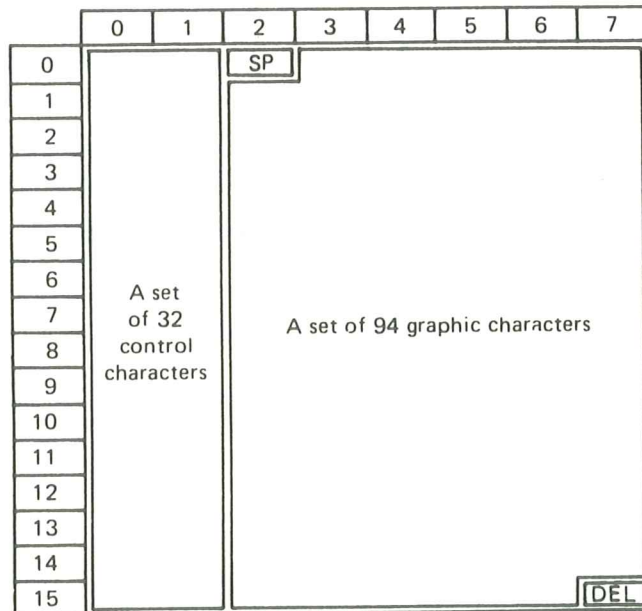 0 1 2 3 4 5 6 7
0 SP
1
2
3
4
5
6 A set
7 of 32 A set of 94 graphic characters
8 control
9 characters
10
11
12
13
14
15 DEL